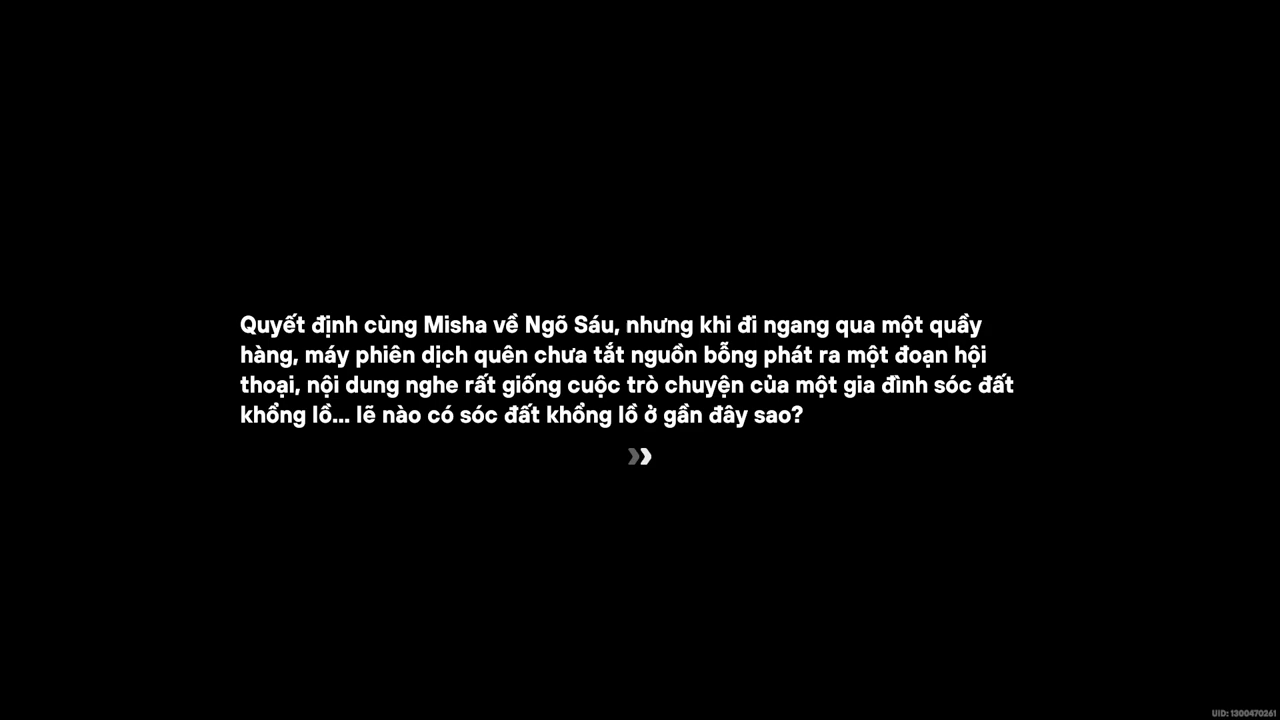 Quyết định cùng Misha về Ngõ Sáu, nhưng khi đi ngang qua một quầy
hàng, máy phiên dịch quên chưa tắt nguồn bỗng phát ra một đoạn hội
thoại, nội dung nghe rất giống cuộc trò chuyện của một gia đình sóc đất
khổng lồ... lẽ nào có sóc đất khổng lồ ở gần đây sao?
UID: 1300470261